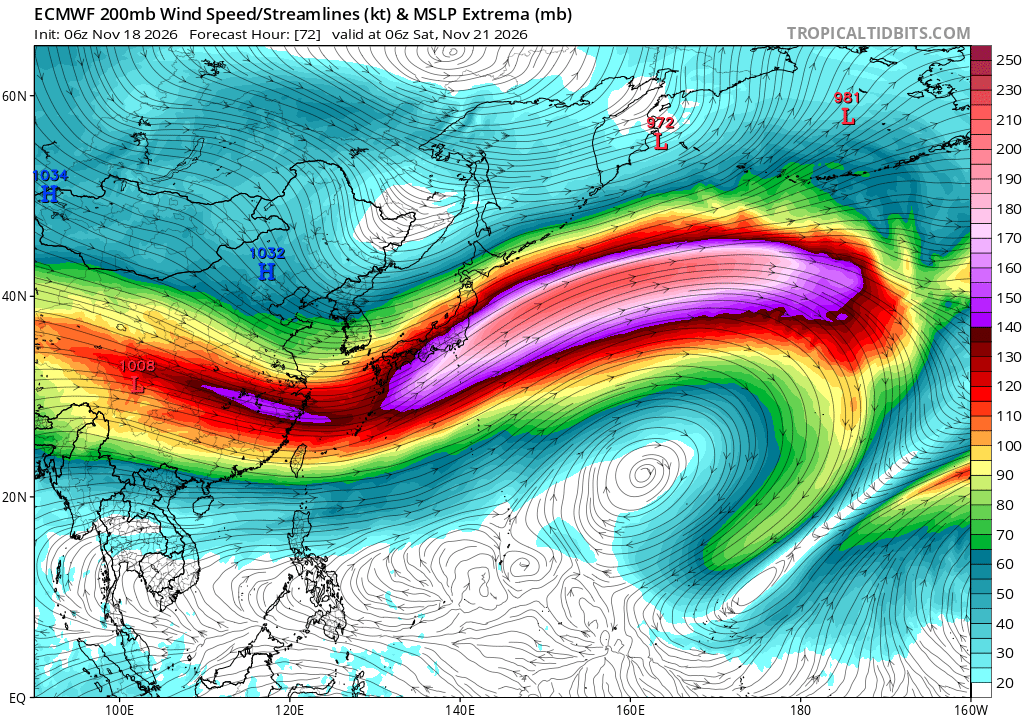 ECMWF 200mb Wind Speed/Streamlines (kt) & MSLP Extrema (mb)
Init: 06z Nov 18 2026 Forecast Hour: [72] valid at 06z Sat, Nov 21 2026
TROPICALTIDBITS.COM
60N
40N
20N
EQ
100E
120E
140E
160E
180
160W
1034
H
1032
H
1008
L
972
L
981
L
250
230
210
200
190
180
170
160
150
140
130
120
110
100
90
80
70
60
50
40
30
20